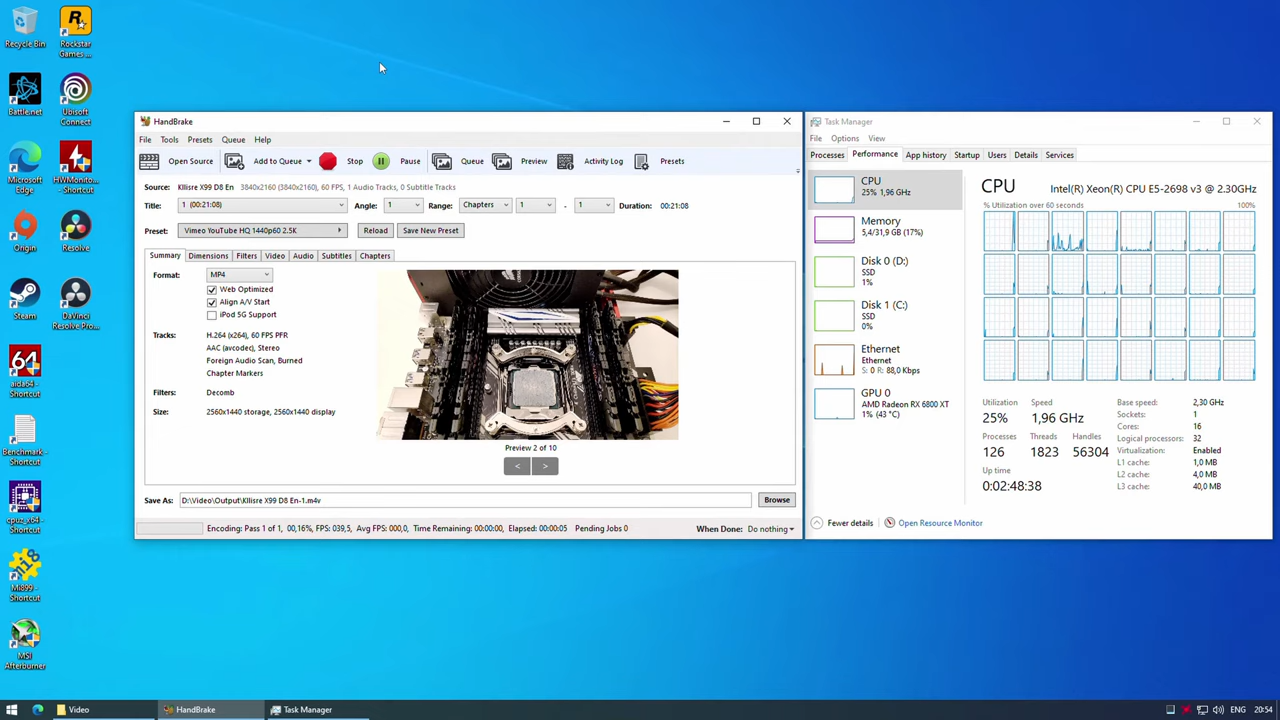 Recycle Bin
Rockstar
Games ...
Battle.net
Ubisoft
Connect
Microsoft
Edge
HWMonito...
- Shortcut
Origin
Resolve
Steam
DaVinci
Resolve Pro...
64
aida64 -
Shortcut
Benchmark -
Shortcut
cpuz_x64 -
Shortcut
MI899 -
Shortcut
MSI
Afterburner
HandBrake
File Tools Presets Queue Help
Open Source Add to Queue Stop Pause Queue Preview Activity Log Presets
Source: Kllisre X99 D8 En 3840x2160 (3840x2160), 60 FPS, 1 Audio Tracks, 0 Subtitle Tracks
Title: 1 (00:21:08) Angle: 1 Range: Chapters 1 - 1 Duration: 00:21:08
Preset: Vimeo YouTube HQ 1440p60 2.5K Reload Save New Preset
Summary Dimensions Filters Video Audio Subtitles Chapters
Format: MP4
Web Optimized
Align A/V Start
iPod 5G Support
Tracks: H.264 (x264), 60 FPS PFR
AAC (avcodec), Stereo
Foreign Audio Scan, Burned
Chapter Markers
Filters: Decomb
Size: 2560x1440 storage, 2560x1440 display
Preview 2 of 10
< >
Save As: D:\Video\Output\Kllisre X99 D8 En-1.m4v Browse
Encoding: Pass 1 of 1, 00,16%, FPS: 039,5, Avg FPS: 000,0, Time Remaining: 00:00:00, Elapsed: 00:00:05 Pending Jobs 0 When Done: Do nothing
Task Manager
File Options View
Processes Performance App history Startup Users Details Services
CPU
25% 1,96 GHz
Memory
5,4/31,9 GB (17%)
Disk 0 (D:)
SSD
1%
Disk 1 (C:)
SSD
0%
Ethernet
Ethernet
S: 0 R: 88,0 Kbps
GPU 0
AMD Radeon RX 6800 XT
1% (43 °C)
CPU Intel(R) Xeon(R) CPU E5-2698 v3 @ 2.30GHz
% Utilization over 60 seconds 100%
Utilization Speed
25% 1,96 GHz
Processes Threads Handles
126 1823 56304
Up time
0:02:48:38
Base speed: 2,30 GHz
Sockets: 1
Cores: 16
Logical processors: 32
Virtualization: Enabled
L1 cache: 1,0 MB
L2 cache: 4,0 MB
L3 cache: 40,0 MB
Fewer details Open Resource Monitor
Video HandBrake Task Manager ENG 20:54